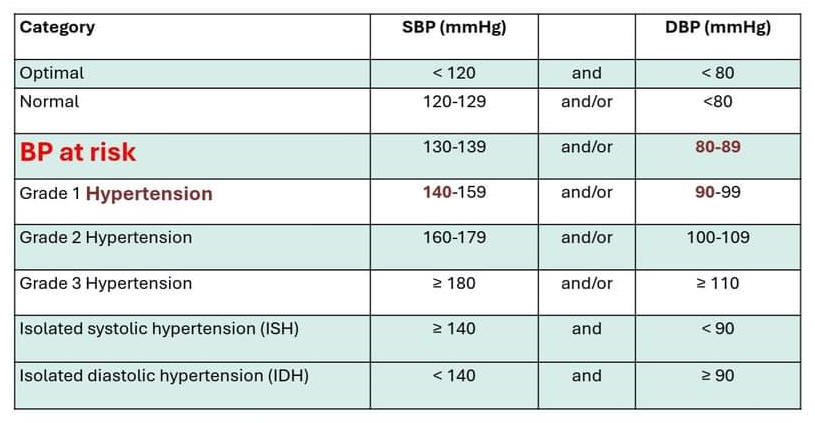 Category SBP (mmHg) DBP (mmHg)
Optimal < 120 and < 80
Normal 120-129 and/or <80
BP at risk 130-139 and/or 80-89
Grade 1 Hypertension 140-159 and/or 90-99
Grade 2 Hypertension 160-179 and/or 100-109
Grade 3 Hypertension ≥ 180 and/or ≥ 110
Isolated systolic hypertension (ISH) ≥ 140 and < 90
Isolated diastolic hypertension (IDH) < 140 and ≥ 90